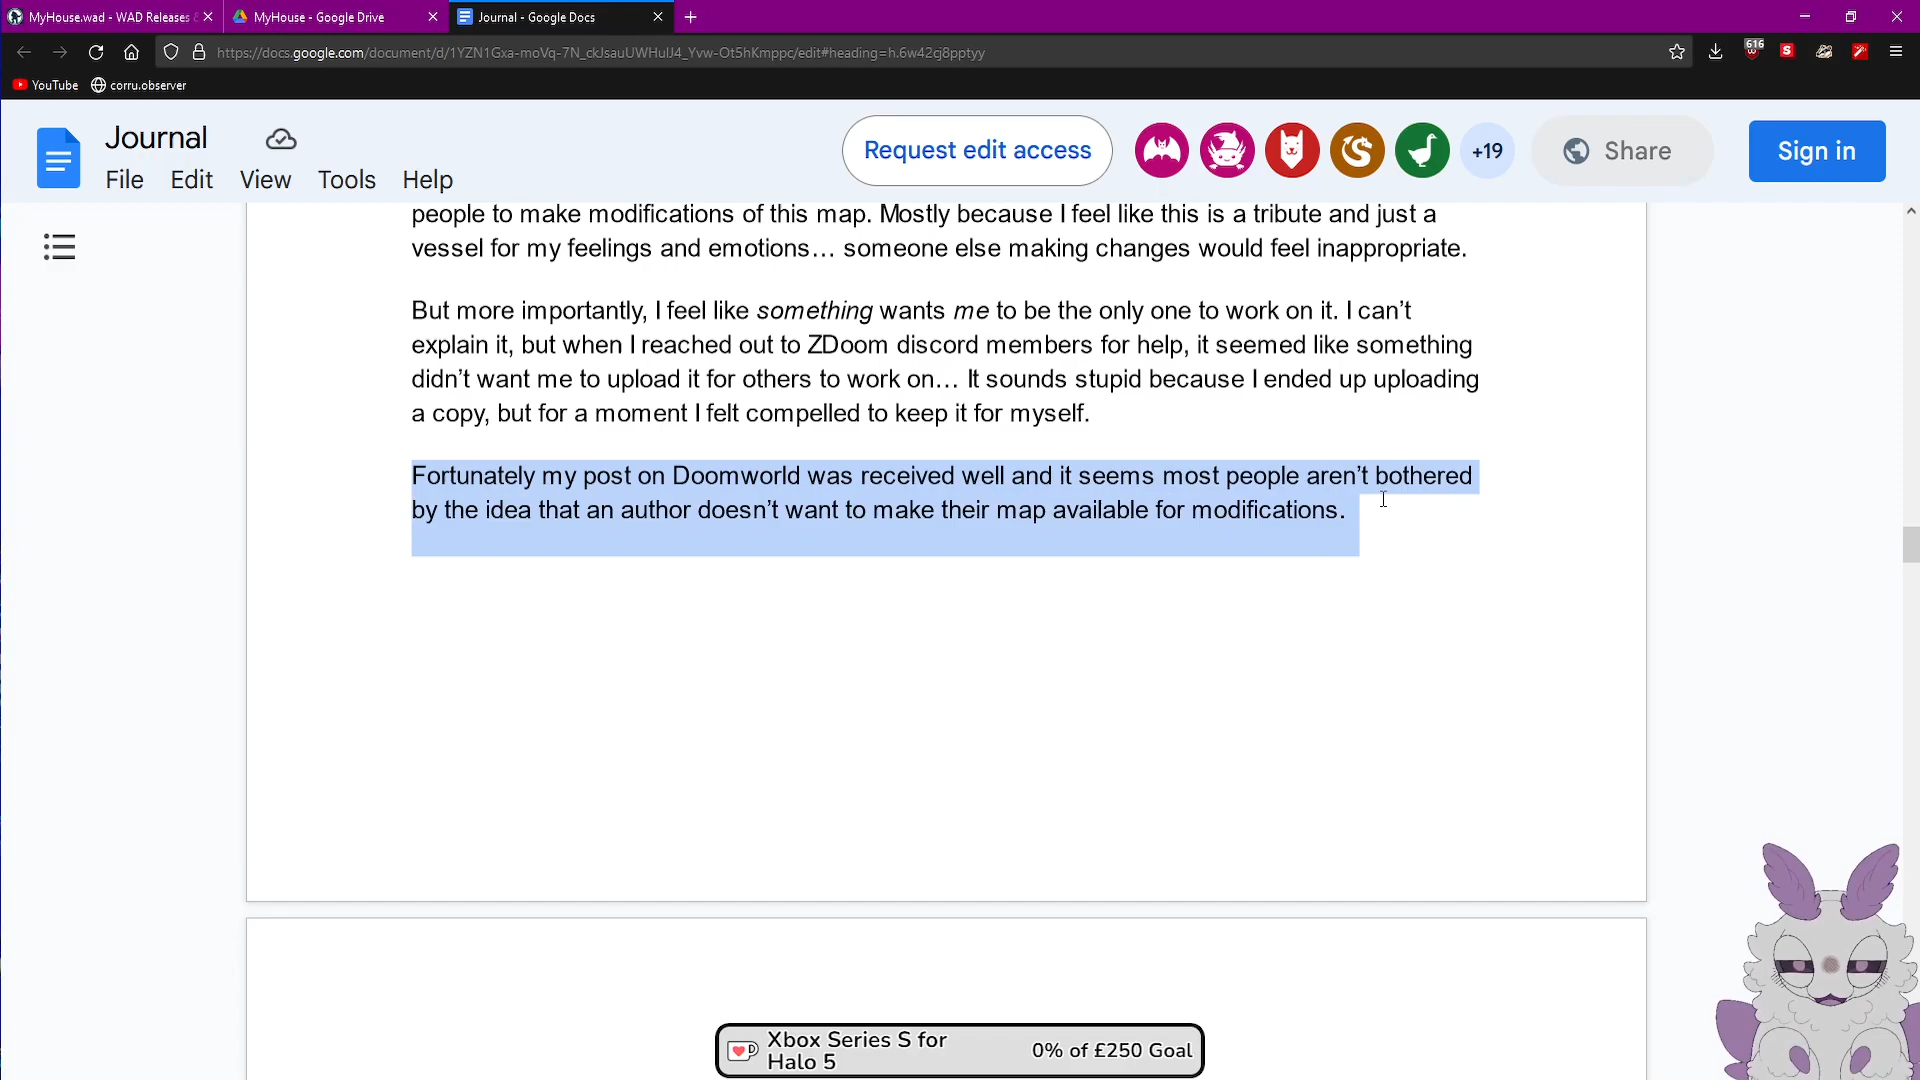 MyHouse.wad - WAD Releases
MyHouse - Google Drive
Journal - Google Docs
https://docs.google.com/document/d/1YZN1Gxa-moVq-7N_ckJsauUWHulJ4_Yvw-Ot5hKmppc/edit#heading=h.6w42cj8pptyy
616
S
YouTube
corru.observer
Journal
File Edit View Tools Help
Request edit access
+19
Share
Sign in
people to make modifications of this map. Mostly because I feel like this is a tribute and just a
vessel for my feelings and emotions… someone else making changes would feel inappropriate.
But more importantly, I feel like something wants me to be the only one to work on it. I can’t
explain it, but when I reached out to ZDoom discord members for help, it seemed like something
didn’t want me to upload it for others to work on… It sounds stupid because I ended up uploading
a copy, but for a moment I felt compelled to keep it for myself.
Fortunately my post on Doomworld was received well and it seems most people aren’t bothered
by the idea that an author doesn’t want to make their map available for modifications.
Xbox Series S for
Halo 5
0% of £250 Goal